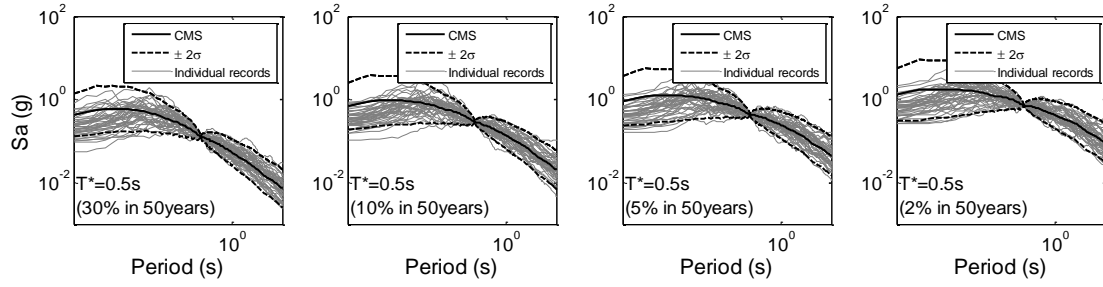 Sa (g)
10^2
10^0
10^-2
CMS
± 2σ
Individual records
T*=0.5s
(30% in 50years)
10^0
Period (s)
10^2
10^0
10^-2
CMS
± 2σ
Individual records
T*=0.5s
(10% in 50years)
10^0
Period (s)
10^2
10^0
10^-2
CMS
± 2σ
Individual records
T*=0.5s
(5% in 50years)
10^0
Period (s)
10^2
10^0
10^-2
CMS
± 2σ
Individual records
T*=0.5s
(2% in 50years)
10^0
Period (s)